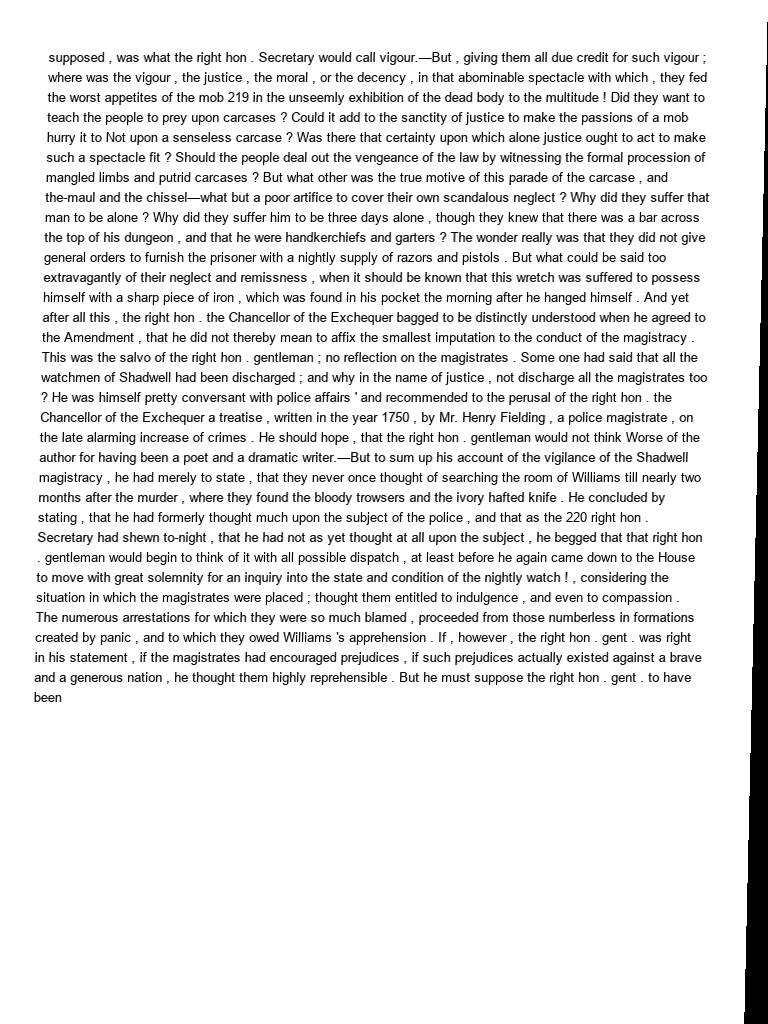 supposed , was what the right hon . Secretary would call vigour.—But , giving them all due credit for such vigour ;
where was the vigour , the justice , the moral , or the decency , in that abominable spectacle with which , they fed
the worst appetites of the mob 219 in the unseemly exhibition of the dead body to the multitude ! Did they want to
teach the people to prey upon carcases ? Could it add to the sanctity of justice to make the passions of a mob
hurry it to Not upon a senseless carcase ? Was there that certainty upon which alone justice ought to act to make
such a spectacle fit ? Should the people deal out the vengeance of the law by witnessing the formal procession of
mangled limbs and putrid carcases ? But what other was the true motive of this parade of the carcase , and
the-maul and the chissel—what but a poor artifice to cover their own scandalous neglect ? Why did they suffer that
man to be alone ? Why did they suffer him to be three days alone , though they knew that there was a bar across
the top of his dungeon , and that he were handkerchiefs and garters ? The wonder really was that they did not give
general orders to furnish the prisoner with a nightly supply of razors and pistols . But what could be said too
extravagantly of their neglect and remissness , when it should be known that this wretch was suffered to possess
himself with a sharp piece of iron , which was found in his pocket the morning after he hanged himself . And yet
after all this , the right hon . the Chancellor of the Exchequer bagged to be distinctly understood when he agreed to
the Amendment , that he did not thereby mean to affix the smallest imputation to the conduct of the magistracy .
This was the salvo of the right hon . gentleman ; no reflection on the magistrates . Some one had said that all the
watchmen of Shadwell had been discharged ; and why in the name of justice , not discharge all the magistrates too
? He was himself pretty conversant with police affairs ' and recommended to the perusal of the right hon . the
Chancellor of the Exchequer a treatise , written in the year 1750 , by Mr. Henry Fielding , a police magistrate , on
the late alarming increase of crimes . He should hope , that the right hon . gentleman would not think Worse of the
author for having been a poet and a dramatic writer.—But to sum up his account of the vigilance of the Shadwell
magistracy , he had merely to state , that they never once thought of searching the room of Williams till nearly two
months after the murder , where they found the bloody trowsers and the ivory hafted knife . He concluded by
stating , that he had formerly thought much upon the subject of the police , and that as the 220 right hon .
Secretary had shewn to-night , that he had not as yet thought at all upon the subject , he begged that that right hon
. gentleman would begin to think of it with all possible dispatch , at least before he again came down to the House
to move with great solemnity for an inquiry into the state and condition of the nightly watch ! , considering the
situation in which the magistrates were placed ; thought them entitled to indulgence , and even to compassion .
The numerous arrestations for which they were so much blamed , proceeded from those numberless in formations
created by panic , and to which they owed Williams 's apprehension . If , however , the right hon . gent . was right
in his statement , if the magistrates had encouraged prejudices , if such prejudices actually existed against a brave
and a generous nation , he thought them highly reprehensible . But he must suppose the right hon . gent . to have
been